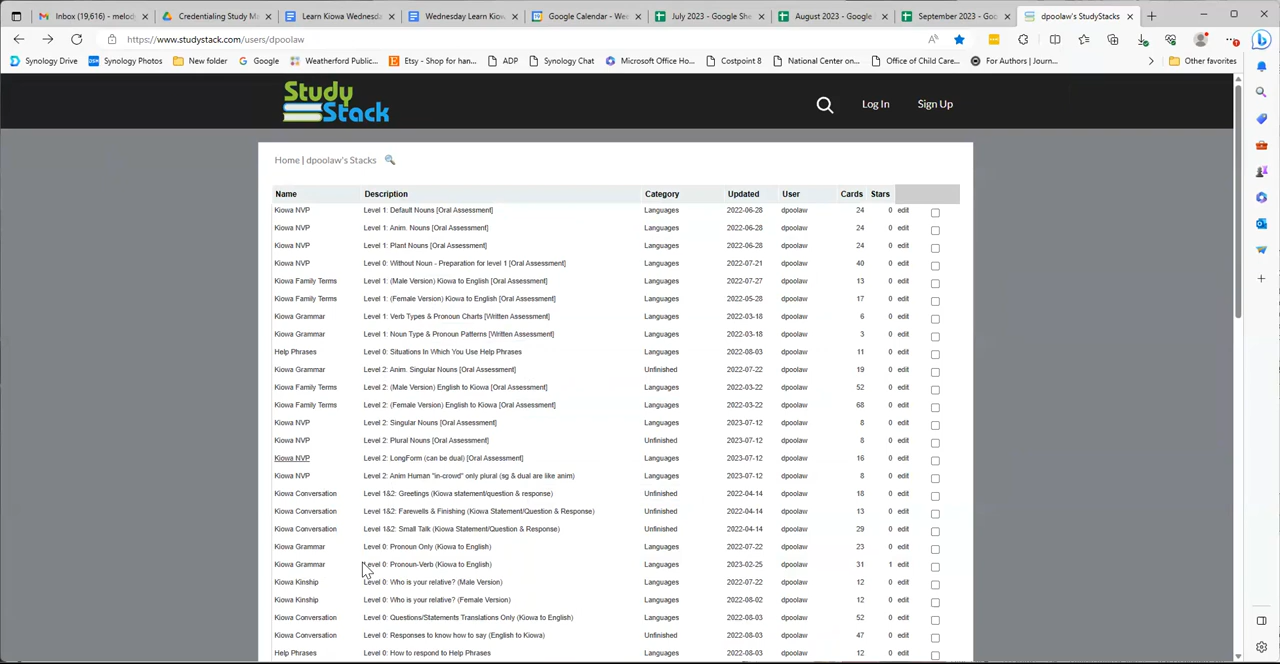 Inbox (19,616) - melod
Credentialing Study Ma
Learn Kiowa Wednesda
Wednesday Learn Kiow
Google Calendar - We
July 2023 - Google She
August 2023 - Google
September 2023 - Goo
dpoolaw's StudyStacks
https://www.studystack.com/users/dpoolaw
Synology Drive
Synology Photos
New folder
Google
Weatherford Public...
Etsy - Shop for han...
ADP
Synology Chat
Microsoft Office Ho...
Costpoint 8
National Center on...
Office of Child Care...
For Authors | Journ...
Other favorites
Study
Stack
Log In
Sign Up
Home | dpoolaw's Stacks
Name Description Category Updated User Cards Stars
Kiowa NVP Level 1: Default Nouns [Oral Assessment] Languages 2022-06-28 dpoolaw 24 0 edit
Kiowa NVP Level 1: Anim. Nouns [Oral Assessment] Languages 2022-06-28 dpoolaw 24 0 edit
Kiowa NVP Level 1: Plant Nouns [Oral Assessment] Languages 2022-06-28 dpoolaw 24 0 edit
Kiowa NVP Level 0: Without Noun - Preparation for level 1 [Oral Assessment] Languages 2022-07-21 dpoolaw 40 0 edit
Kiowa Family Terms Level 1: (Male Version) Kiowa to English [Oral Assessment] Languages 2022-07-27 dpoolaw 13 0 edit
Kiowa Family Terms Level 1: (Female Version) Kiowa to English [Oral Assessment] Languages 2022-05-28 dpoolaw 17 0 edit
Kiowa Grammar Level 1: Verb Types & Pronoun Charts [Written Assessment] Languages 2022-03-18 dpoolaw 6 0 edit
Kiowa Grammar Level 1: Noun Type & Pronoun Patterns [Written Assessment] Languages 2022-03-18 dpoolaw 3 0 edit
Help Phrases Level 0: Situations In Which You Use Help Phrases Languages 2022-08-03 dpoolaw 11 0 edit
Kiowa Grammar Level 2: Anim. Singular Nouns [Oral Assessment] Unfinished 2022-07-22 dpoolaw 19 0 edit
Kiowa Family Terms Level 2: (Male Version) English to Kiowa [Oral Assessment] Languages 2022-03-22 dpoolaw 52 0 edit
Kiowa Family Terms Level 2: (Female Version) English to Kiowa [Oral Assessment] Languages 2022-03-22 dpoolaw 68 0 edit
Kiowa NVP Level 2: Singular Nouns [Oral Assessment] Languages 2023-07-12 dpoolaw 8 0 edit
Kiowa NVP Level 2: Plural Nouns [Oral Assessment] Unfinished 2023-07-12 dpoolaw 8 0 edit
Kiowa NVP Level 2: LongForm (can be dual) [Oral Assessment] Languages 2023-07-12 dpoolaw 16 0 edit
Kiowa NVP Level 2: Anim Human "in-crowd" only plural (sg & dual are like anim) Languages 2023-07-12 dpoolaw 8 0 edit
Kiowa Conversation Level 1&2: Greetings (Kiowa statement/question & response) Unfinished 2022-04-14 dpoolaw 18 0 edit
Kiowa Conversation Level 1&2: Farewells & Finishing (Kiowa Statement/Question & Response) Unfinished 2022-04-14 dpoolaw 13 0 edit
Kiowa Conversation Level 1&2: Small Talk (Kiowa Statement/Question & Response) Unfinished 2022-04-14 dpoolaw 29 0 edit
Kiowa Grammar Level 0: Pronoun Only (Kiowa to English) Languages 2022-07-22 dpoolaw 23 0 edit
Kiowa Grammar Level 0: Pronoun-Verb (Kiowa to English) Languages 2023-02-25 dpoolaw 31 1 edit
Kiowa Kinship Level 0: Who is your relative? (Male Version) Languages 2022-07-22 dpoolaw 12 0 edit
Kiowa Kinship Level 0: Who is your relative? (Female Version) Languages 2022-08-02 dpoolaw 12 0 edit
Kiowa Conversation Level 0: Questions/Statements Translations Only (Kiowa to English) Languages 2022-08-03 dpoolaw 52 0 edit
Kiowa Conversation Level 0: Responses to know how to say (English to Kiowa) Unfinished 2022-08-03 dpoolaw 47 0 edit
Help Phrases Level 0: How to respond to Help Phrases Languages 2022-08-03 dpoolaw 12 0 edit